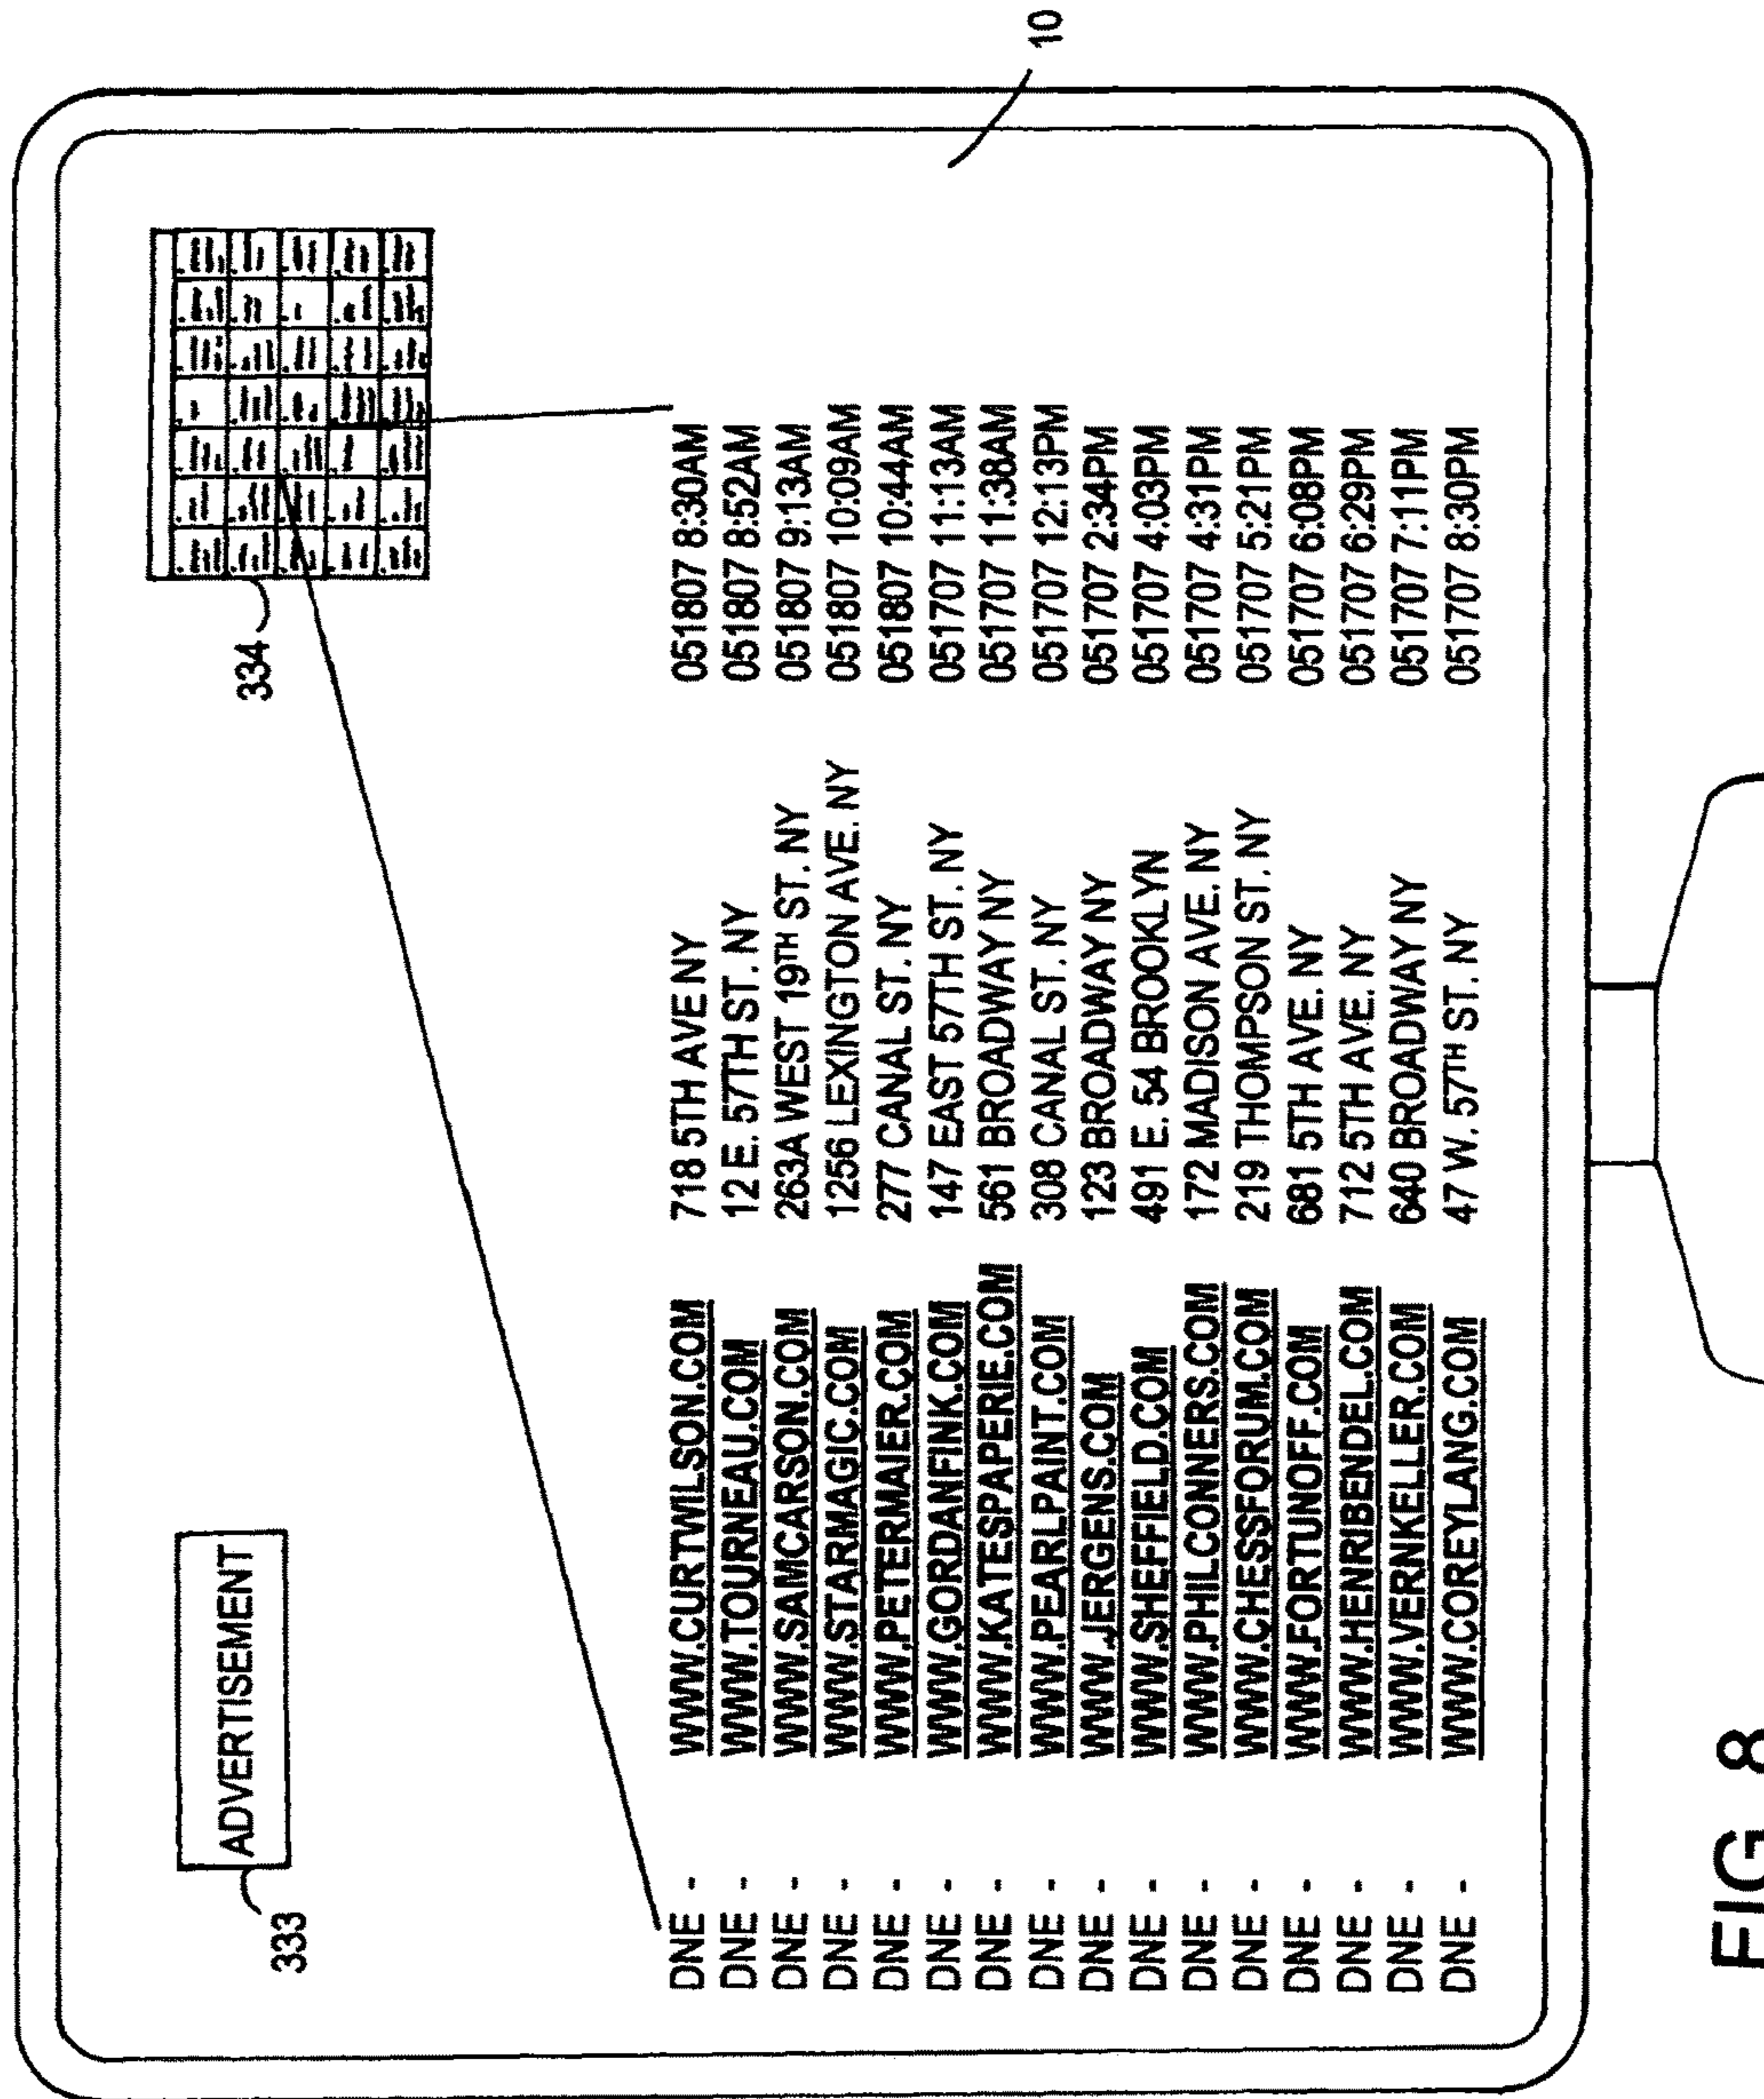 ADVERTISEMENT
333
334
10
DNE - WWW.CURTWILSON.COM 718 5TH AVE NY 051807 8:30AM
DNE - WWW.TOURNEAU.COM 12 E. 57TH ST. NY 051807 8:52AM
DNE - WWW.SAMCARSON.COM 263A WEST 19TH ST. NY 051807 9:13AM
DNE - WWW.STARMAGIC.COM 1256 LEXINGTON AVE. NY 051807 10:09AM
DNE - WWW.PETERMAIER.COM 277 CANAL ST. NY 051807 10:44AM
DNE - WWW.GORDANFINK.COM 147 EAST 57TH ST. NY 051707 11:13AM
DNE - WWW.KATESPAPERIE.COM 561 BROADWAY NY 051707 11:38AM
DNE - WWW.PEARLPAINT.COM 308 CANAL ST. NY 051707 12:13PM
DNE - WWW.JERGENS.COM 123 BROADWAY NY 051707 2:34PM
DNE - WWW.SHEFFIELD.COM 491 E. 54 BROOKLYN 051707 4:03PM
DNE - WWW.PHILCONNERS.COM 172 MADISON AVE. NY 051707 4:31PM
DNE - WWW.CHESSFORUM.COM 219 THOMPSON ST. NY 051707 5:21PM
DNE - WWW.FORTUNOFF.COM 681 5TH AVE. NY 051707 6:08PM
DNE - WWW.HENRIBENDEL.COM 712 5TH AVE. NY 051707 6:29PM
DNE - WWW.VERNKELLER.COM 640 BROADWAY NY 051707 7:11PM
DNE - WWW.COREYLANG.COM 47 W. 57TH ST. NY 051707 8:30PM
FIG. 8